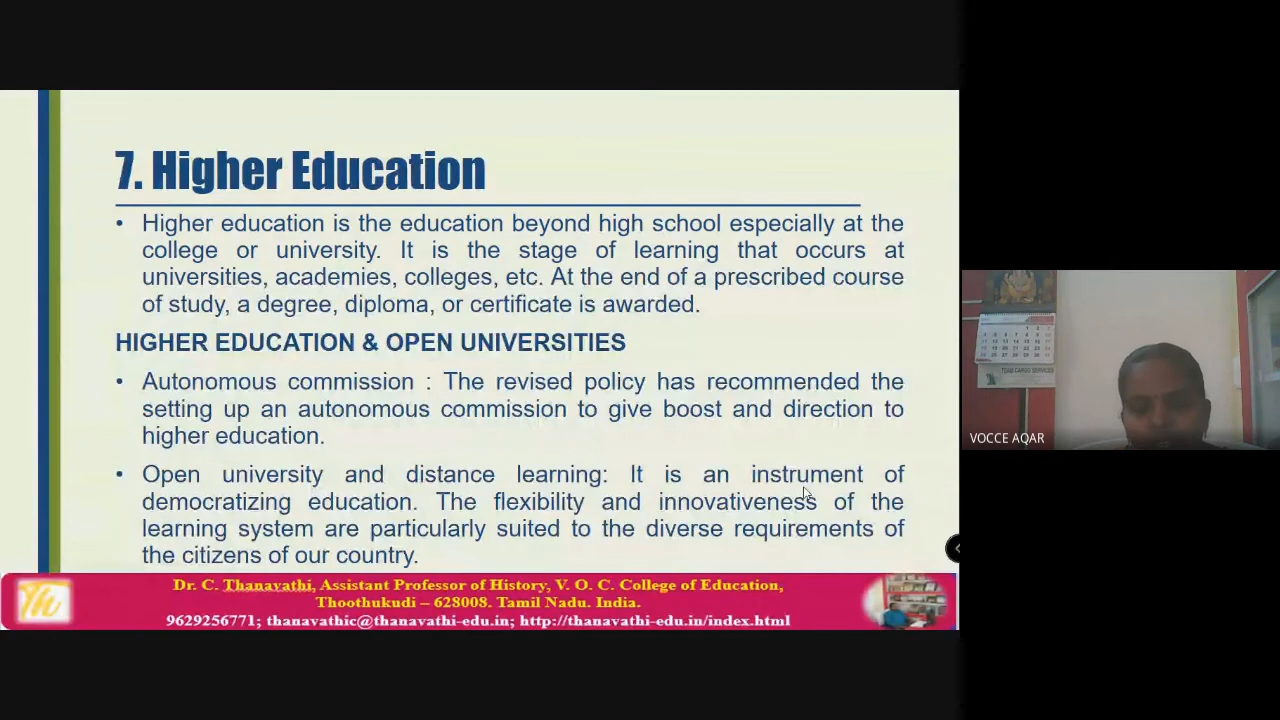 7. Higher Education
• Higher education is the education beyond high school especially at the
college or university. It is the stage of learning that occurs at
universities, academies, colleges, etc. At the end of a prescribed course
of study, a degree, diploma, or certificate is awarded.
HIGHER EDUCATION & OPEN UNIVERSITIES
• Autonomous commission : The revised policy has recommended the
setting up an autonomous commission to give boost and direction to
higher education.
• Open university and distance learning: It is an instrument of
democratizing education. The flexibility and innovativeness of the
learning system are particularly suited to the diverse requirements of
the citizens of our country.
Th
Dr. C. Thanavathi, Assistant Professor of History, V. O. C. College of Education,
Thoothukudi – 628008. Tamil Nadu. India.
9629256771; thanavathic@thanavathi-edu.in; http://thanavathi-edu.in/index.html
VOCCE AQAR